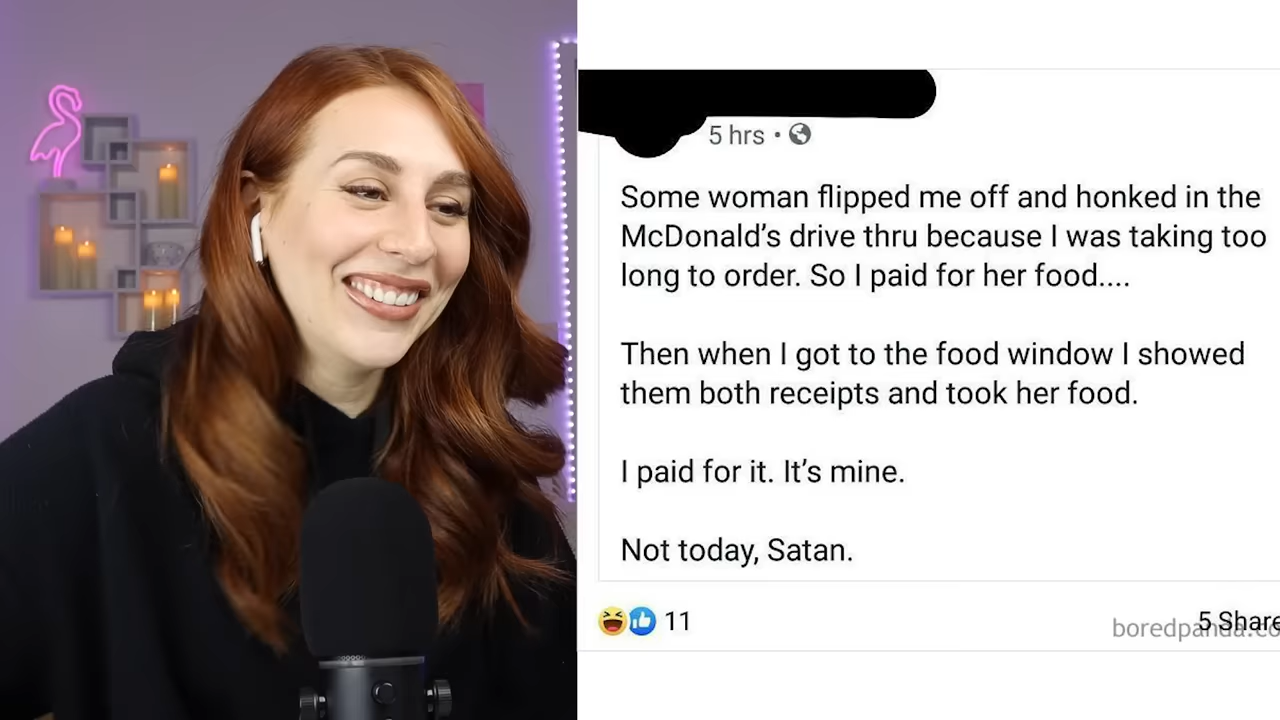 5 hrs •
Some woman flipped me off and honked in the
McDonald's drive thru because I was taking too
long to order. So I paid for her food....
Then when I got to the food window I showed
them both receipts and took her food.
I paid for it. It's mine.
Not today, Satan.
11
5 Share
boredpanda.co